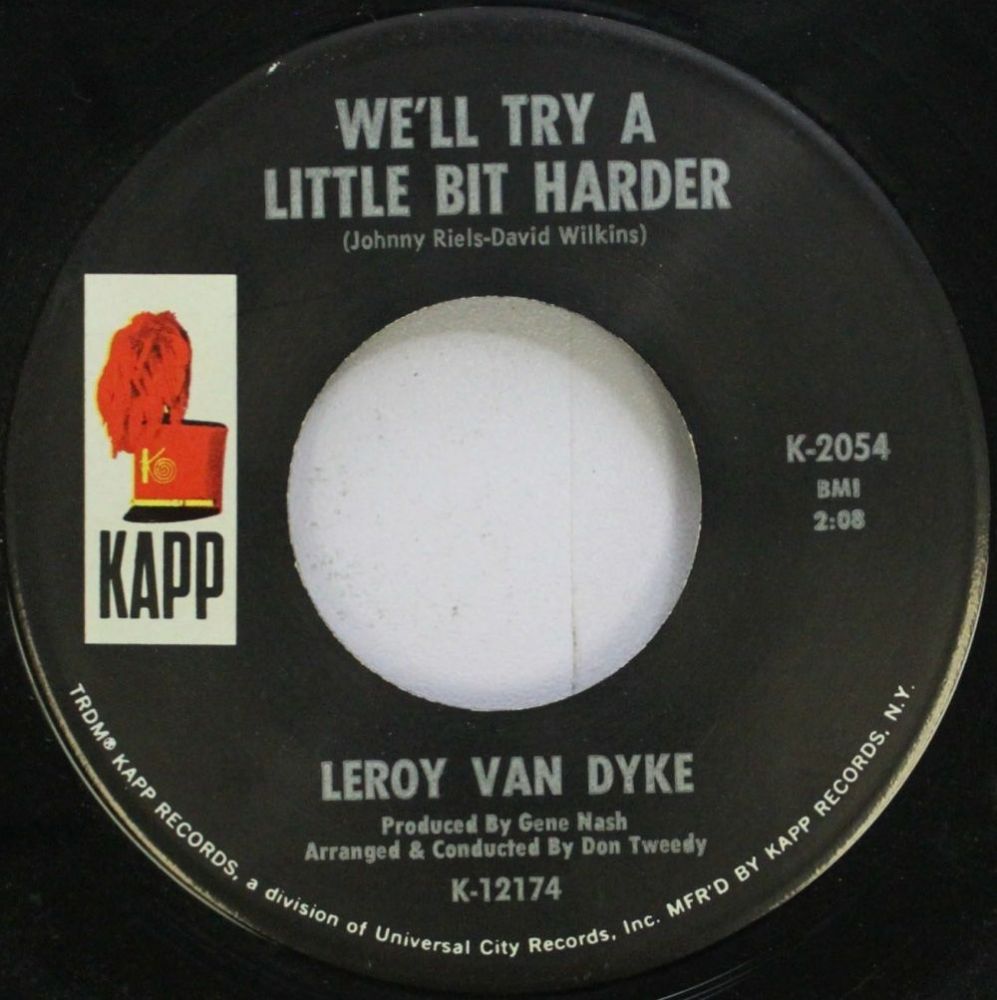 WE'LL TRY A
LITTLE BIT HARDER
(Johnny Riels-David Wilkins)
K
KAPP
K-2054
BMI
2:08
LEROY VAN DYKE
Produced By Gene Nash
Arranged & Conducted By Don Tweedy
K-12174
TRDM® KAPP RECORDS, a division of Universal City Records, Inc. MFR'D BY KAPP RECORDS, N.Y.